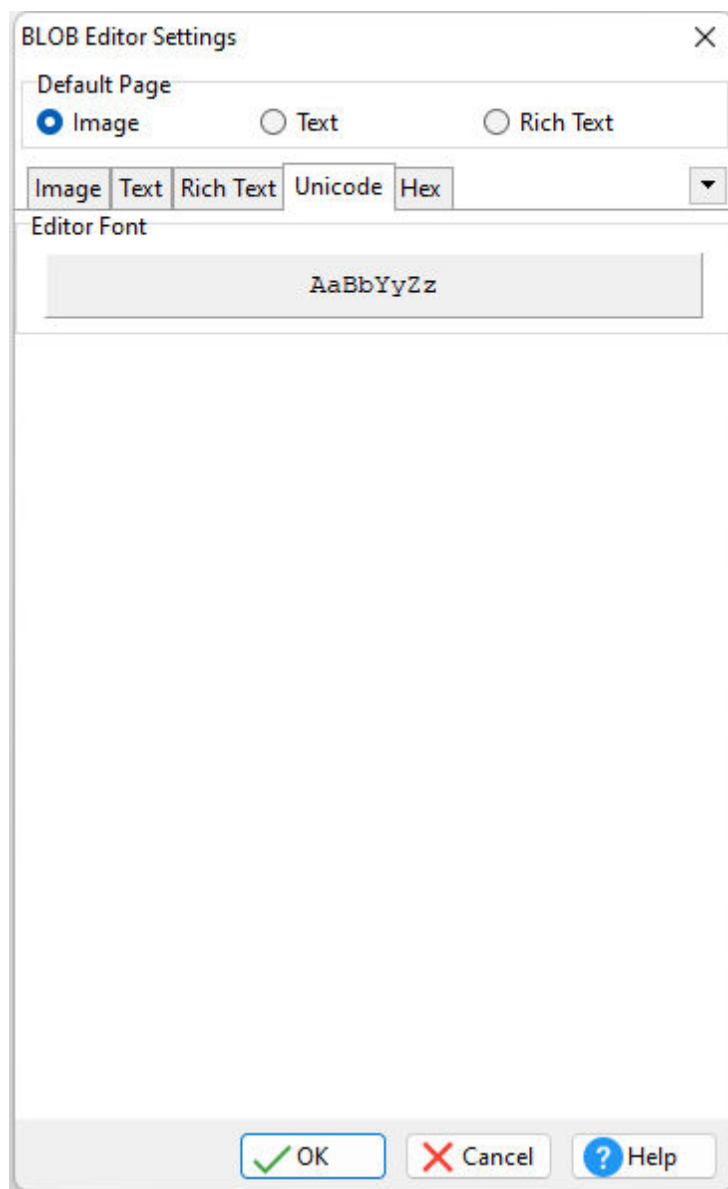 BLOB Editor Settings
Default Page
Image Text Rich Text
Image Text Rich Text Unicode Hex
Editor Font
AaBbYyZz
OK Cancel Help